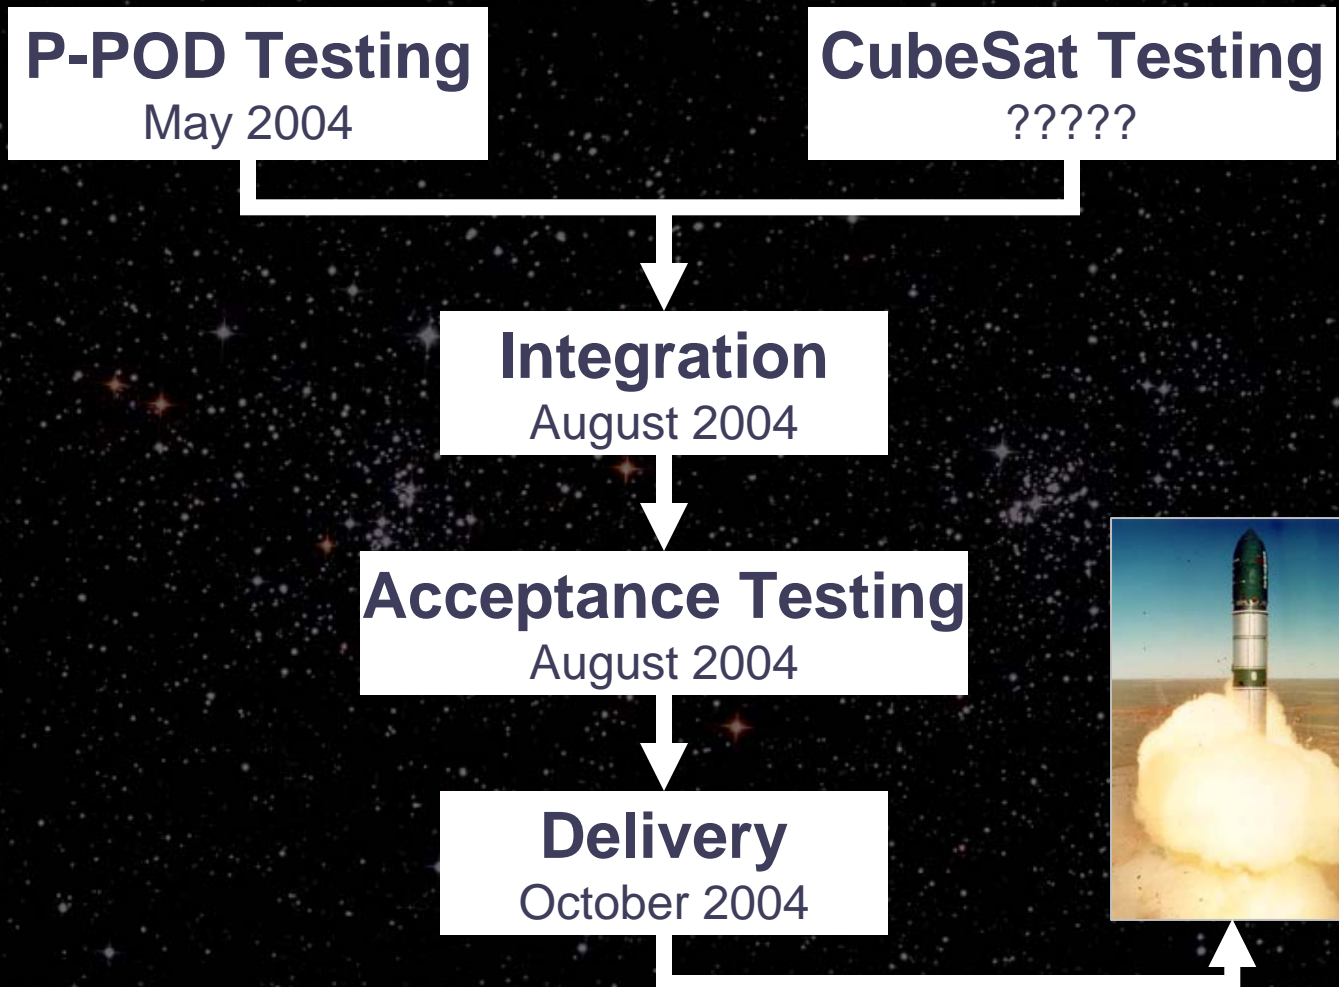 P-POD Testing
May 2004
CubeSat Testing
?????
Integration
August 2004
Acceptance Testing
August 2004
Delivery
October 2004